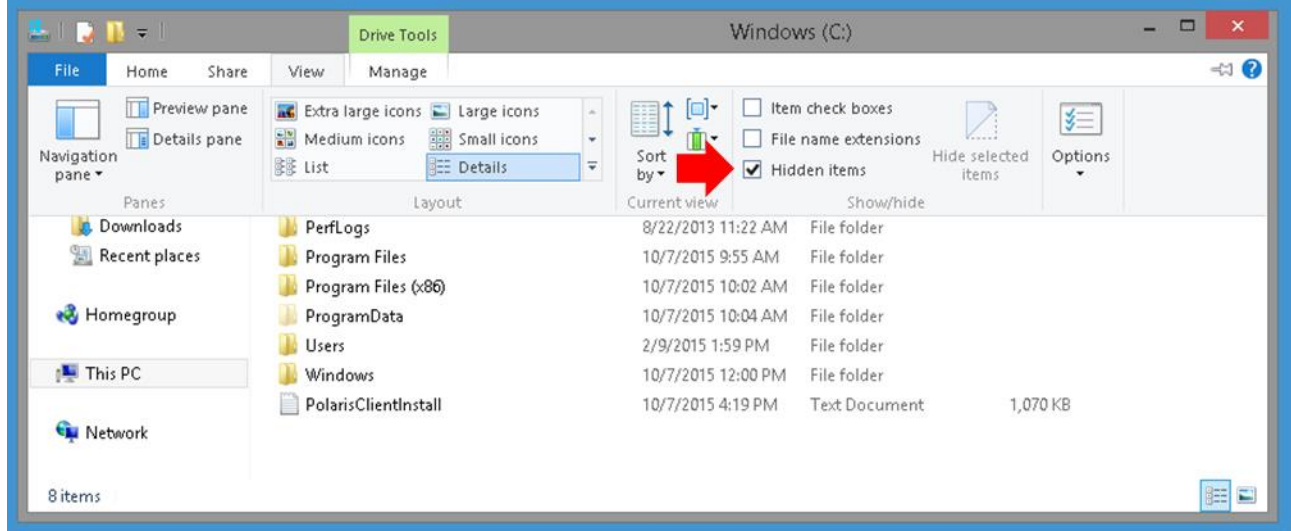 Drive Tools
Windows (C:)
File Home Share View Manage
Preview pane
Details pane
Navigation
pane
Panes
Extra large icons Large icons
Medium icons Small icons
List Details
Layout
Sort
by
Current view
Item check boxes
File name extensions
Hidden items
Hide selected
items
Show/hide
Options
Downloads
Recent places
Homegroup
This PC
Network
PerfLogs 8/22/2013 11:22 AM File folder
Program Files 10/7/2015 9:55 AM File folder
Program Files (x86) 10/7/2015 10:02 AM File folder
ProgramData 10/7/2015 10:04 AM File folder
Users 2/9/2015 1:59 PM File folder
Windows 10/7/2015 12:00 PM File folder
PolarisClientInstall 10/7/2015 4:19 PM Text Document 1,070 KB
8 items